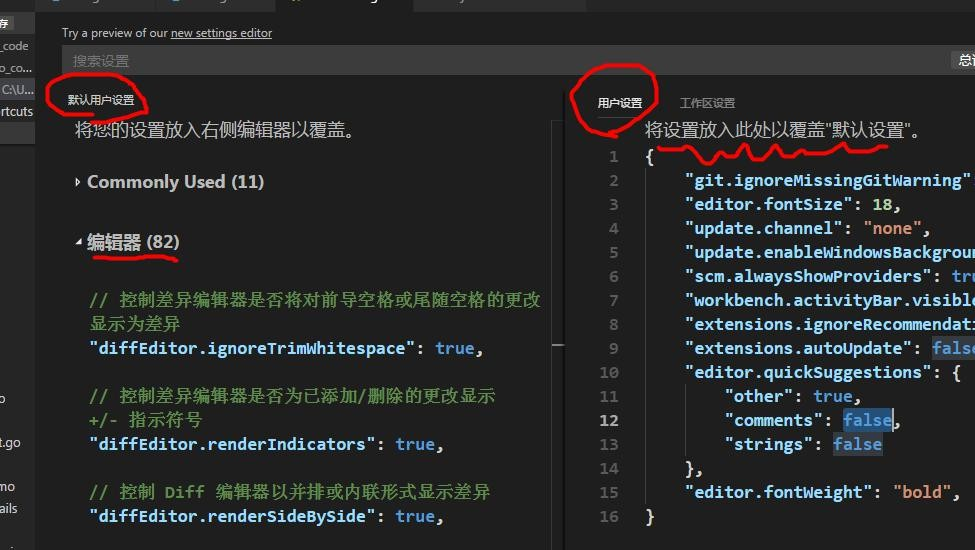 Try a preview of our new settings editor
搜索设置
存
_code
o_co...
C:\U...
rtcuts
默认用户设置
将您的设置放入右侧编辑器以覆盖。
Commonly Used (11)
编辑器 (82)
// 控制差异编辑器是否将对前导空格或尾随空格的更改
显示为差异
"diffEditor.ignoreTrimWhitespace": true,
// 控制差异编辑器是否为已添加/删除的更改显示
+/- 指示符号
"diffEditor.renderIndicators": true,
// 控制 Diff 编辑器以并排或内联形式显示差异
"diffEditor.renderSideBySide": true,
o
t.go
mo
ails
用户设置 工作区设置
将设置放入此处以覆盖"默认设置"。
1 {
2 "git.ignoreMissingGitWarning"
3 "editor.fontSize": 18,
4 "update.channel": "none",
5 "update.enableWindowsBackgroun
6 "scm.alwaysShowProviders": tru
7 "workbench.activityBar.visible
8 "extensions.ignoreRecommendati
9 "extensions.autoUpdate": false
10 "editor.quickSuggestions": {
11 "other": true,
12 "comments": false,
13 "strings": false
14 },
15 "editor.fontWeight": "bold",
16 }